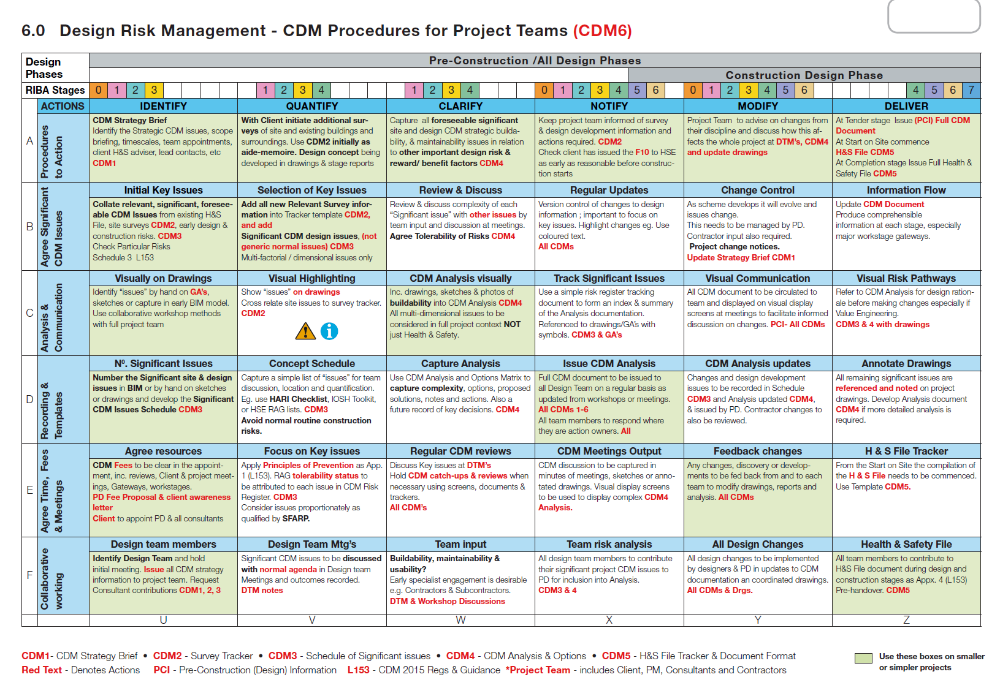 6.0 Design Risk Management - CDM Procedures for Project Teams (CDM6)
Design Phases
Pre-Construction /All Design Phases
Construction Design Phase
RIBA Stages 0 1 2 3 1 2 3 4 1 2 3 4 0 1 2 3 4 5 6 0 1 2 3 4 5 6 4 5 6 7
ACTIONS IDENTIFY QUANTIFY CLARIFY NOTIFY MODIFY DELIVER
A
Procedures
to Action
CDM Strategy Brief
Identify the Strategic CDM issues, scope
briefing, timescales, team appointments,
client H&S adviser, lead contacts, etc
CDM1
With Client initiate additional sur-
veys of site and existing buildings and
surroundings. Use CDM2 initially as
aide-memoire. Design concept being
developed in drawings & stage reports
Capture all foreseeable significant
site and design CDM strategic builda-
bility, & maintainability issues in relation
to other important design risk &
reward/ benefit factors CDM4
Keep project team informed of survey
& design development information and
actions required. CDM2
Check client has issued the F10 to HSE
as early as reasonable before construc-
tion starts
Project Team to advise on changes from
their discipline and discuss how this af-
fects the whole project at DTM's, CDM4
and update drawings
At Tender stage Issue (PCI) Full CDM
Document
At Start on Site commence
H&S File CDM5
At Completion stage Issue Full Health &
Safety File CDM5
B
Agree Significant
CDM Issues
Initial Key Issues
Collate relevant, significant, foresee-
able CDM Issues from existing H&S
File, site surveys CDM2, early design &
construction risks. CDM3
Check Particular Risks
Schedule 3 L153
Selection of Key Issues
Add all new Relevant Survey infor-
mation into Tracker template CDM2,
and add
Significant CDM design issues, (not
generic normal issues) CDM3
Multi-factorial / dimensional issues only
Review & Discuss
Review & discuss complexity of each
“Significant issue” with other issues by
team input and discussion at meetings.
Agree Tolerability of Risks CDM4
Regular Updates
Version control of changes to design
information ; important to focus on
key issues. Highlight changes eg. Use
coloured text.
All CDMs
Change Control
As scheme develops it will evolve and
issues change.
This needs to be managed by PD.
Contractor input also required.
Project change notices.
Update Strategy Brief CDM1
Information Flow
Update CDM Document
Produce comprehensible
information at each stage, especially
major workstage gateways.
C
Analysis &
Communication
Visually on Drawings
Identify “issues” by hand on GA's,
sketches or capture in early BIM model.
Use collaborative workshop methods
with full project team
Visual Highlighting
Show “issues” on drawings
Cross relate site issues to survey tracker.
CDM2
CDM Analysis visually
Inc. drawings, sketches & photos of
buildability into CDM Analysis CDM4
All multi-dimensional issues to be
considered in full project context NOT
just Health & Safety.
Track Significant Issues
Use a simple risk register tracking
document to form an index & summary
of the Analysis documentation.
Referenced to drawings/GA's with
symbols. CDM3 & GA's
Visual Communication
All CDM document to be circulated to
team and displayed on visual display
screens at meetings to facilitate informed
discussion on changes. PCI- All CDMs
Visual Risk Pathways
Refer to CDM Analysis for design ration-
ale before making changes especially if
Value Engineering.
CDM3 & 4 with drawings
D
Recording &
Templates
Nº. Significant Issues
Number the Significant site & design
issues in BIM or by hand on sketches
or drawings and develop the Significant
CDM Issues Schedule CDM3
Concept Schedule
Capture a simple list of “issues” for team
discussion, location and quantification.
Eg. use HARI Checklist, IOSH Toolkit,
or HSE RAG lists. CDM3
Avoid normal routine construction
risks.
Capture Analysis
Use CDM Analysis and Options Matrix to
capture complexity, options, proposed
solutions, notes and actions. Also a
future record of key decisions. CDM4
Issue CDM Analysis
Full CDM document to be issued to
all Design Team on a regular basis as
updated from workshops or meetings.
All CDMs 1-6
All team members to respond where
they are action owners. All
CDM Analysis updates
Changes and design development
issues to be recorded in Schedule
CDM3 and Analysis updated CDM4,
& issued by PD. Contractor changes to
also be reviewed.
Annotate Drawings
All remaining significant issues are
referenced and noted on project
drawings. Develop Analysis document
CDM4 if more detailed analysis is
required.
E
Agree Time, Fees
& Meetings
Agree resources
CDM Fees to be clear in the appoint-
ment, inc. reviews, Client & project meet-
ings, Gateways, workstages.
PD Fee Proposal & client awareness
letter
Client to appoint PD & all consultants
Focus on Key issues
Apply Principles of Prevention as App.
1 (L153). RAG tolerability status to
be attributed to each issue in CDM Risk
Register. CDM3
Consider issues proportionately as
qualified by SFARP.
Regular CDM reviews
Discuss Key issues at DTM's
Hold CDM catch-ups & reviews when
necessary using screens, documents &
trackers.
All CDM's
CDM Meetings Output
CDM discussion to be captured in
minutes of meetings, sketches or anno-
tated drawings. Visual display screens
to be used to display complex CDM4
Analysis.
Feedback changes
Any changes, discovery or develop-
ments to be fed back from and to each
team to modify drawings, reports and
analysis. All CDMs
H & S File Tracker
From the Start on Site the compilation of
the H & S File needs to be commenced.
Use Template CDM5.
F
Collaborative
working
Design team members
Identify Design Team and hold
initial meeting. Issue all CDM strategy
information to project team. Request
Consultant contributions CDM1, 2, 3
Design Team Mtg's
Significant CDM issues to be discussed
with normal agenda in Design team
Meetings and outcomes recorded.
DTM notes
Team input
Buildability, maintainability &
usability?
Early specialist engagement is desirable
e.g. Contractors & Subcontractors.
DTM & Workshop Discussions
Team risk analysis
All design team members to contribute
their significant project CDM issues to
PD for inclusion into Analysis.
CDM3 & 4
All Design Changes
All design changes to be implemented
by designers & PD in updates to CDM
documentation an coordinated drawings.
All CDMs & Drgs.
Health & Safety File
All team members to contribute to
H&S File document during design and
construction stages as Appx. 4 (L153)
Pre-handover. CDM5
U V W X Y Z
CDM1- CDM Strategy Brief • CDM2 - Survey Tracker • CDM3 - Schedule of Significant issues • CDM4 - CDM Analysis & Options • CDM5 - H&S File Tracker & Document Format
Red Text - Denotes Actions PCI - Pre-Construction (Design) Information L153 - CDM 2015 Regs & Guidance *Project Team - includes Client, PM, Consultants and Contractors
Use these boxes on smaller
or simpler projects